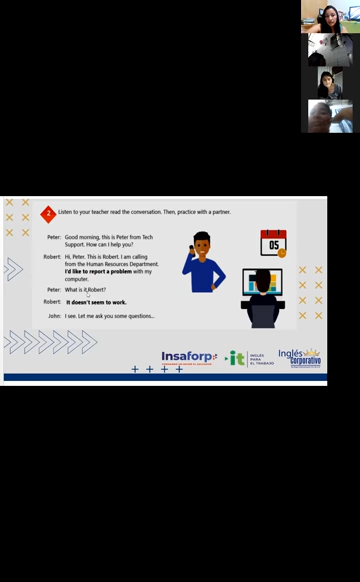 2 Listen to your teacher read the conversation. Then, practice with a partner.
Peter: Good morning, this is Peter from Tech
Support. How can I help you?
Robert: Hi, Peter. This is Robert. I am calling
from the Human Resources Department.
I'd like to report a problem with my
computer.
Peter: What is it,Robert?
Robert: It doesn't seem to work.
John: I see. Let me ask you some questions...
05
Insaforp
it
INGLÉS
PARA
EL TRABAJO
Inglés
Corporativo